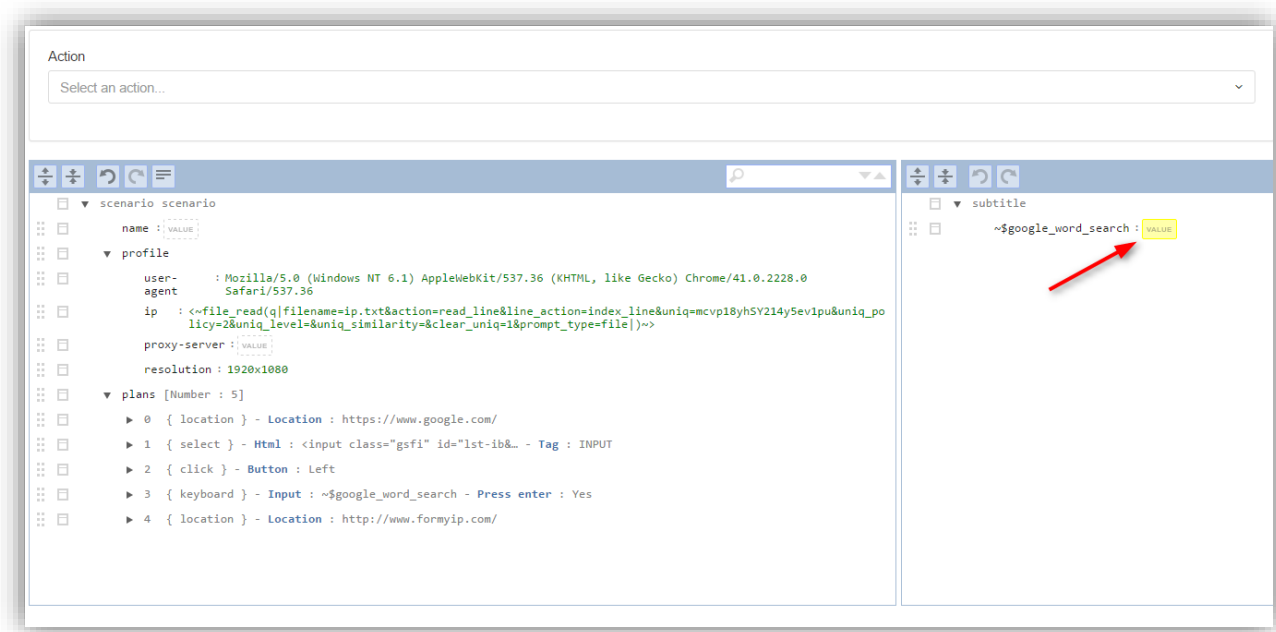 Action
Select an action...
scenario scenario
name : VALUE
profile
user- : Mozilla/5.0 (Windows NT 6.1) AppleWebKit/537.36 (KHTML, like Gecko) Chrome/41.0.2228.0
agent Safari/537.36
ip : <~file_read(q|filename=ip.txt&action=read_line&line_action=index_line&uniq=mcvp18yhSY214y5ev1pu&uniq_po
licy=2&uniq_level=&uniq_similarity=&clear_uniq=1&prompt_type=file|)~>
proxy-server : VALUE
resolution : 1920x1080
plans [Number : 5]
0 { location } - Location : https://www.google.com/
1 { select } - Html : <input class="gsfi" id="lst-ib&… - Tag : INPUT
2 { click } - Button : Left
3 { keyboard } - Input : ~$google_word_search - Press enter : Yes
4 { location } - Location : http://www.formyip.com/
subtitle
~$google_word_search : VALUE